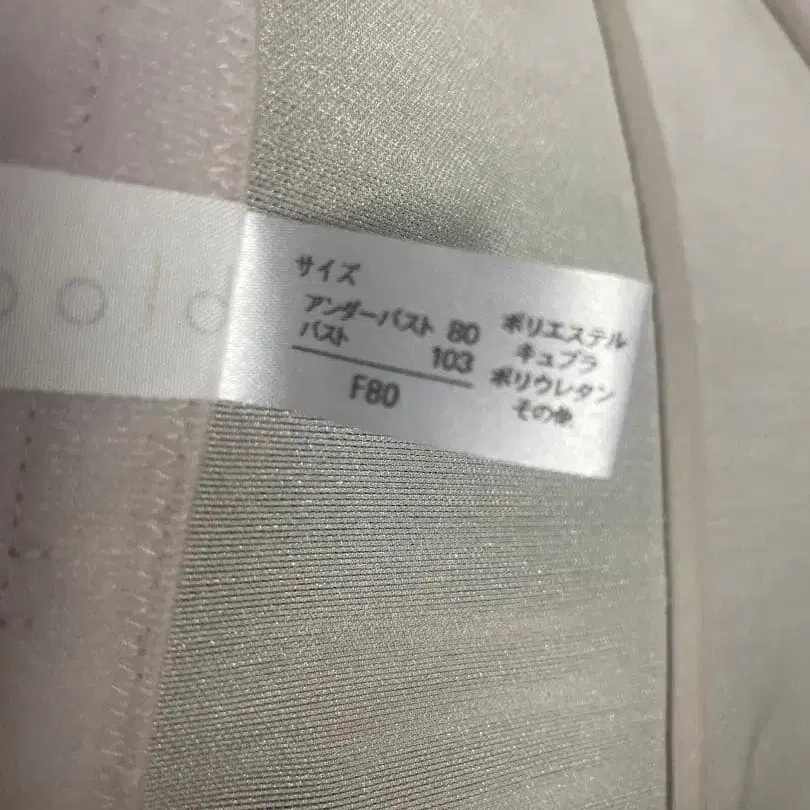 サイズ
アンダーバスト 80
バスト 103
F80
ポリエステル
キュプラ
ポリウレタン
その他